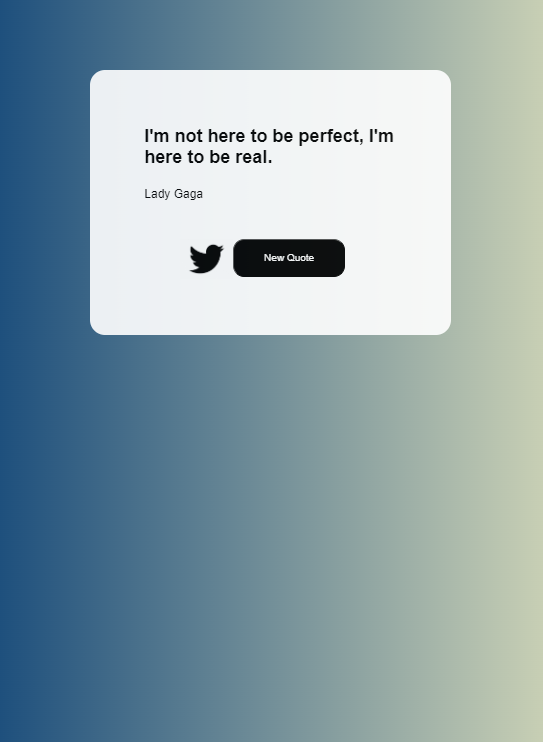 I'm not here to be perfect, I'm
here to be real.
Lady Gaga
New Quote